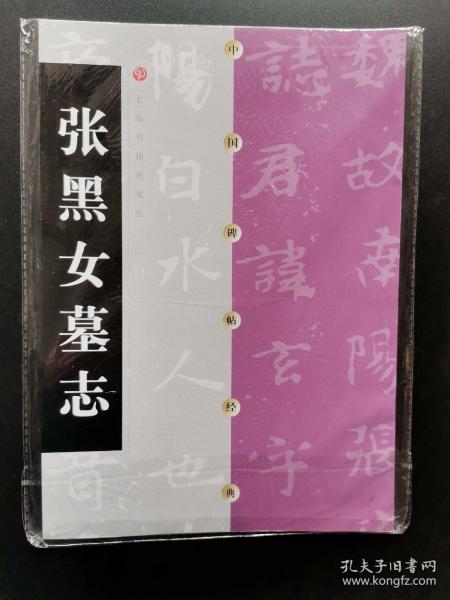 张黑女墓志
上海书画出版社
中国碑帖经典
魏故南阳張
誌君諱玄字
陽白水人也
孔夫子旧书网
www.kongfz.com